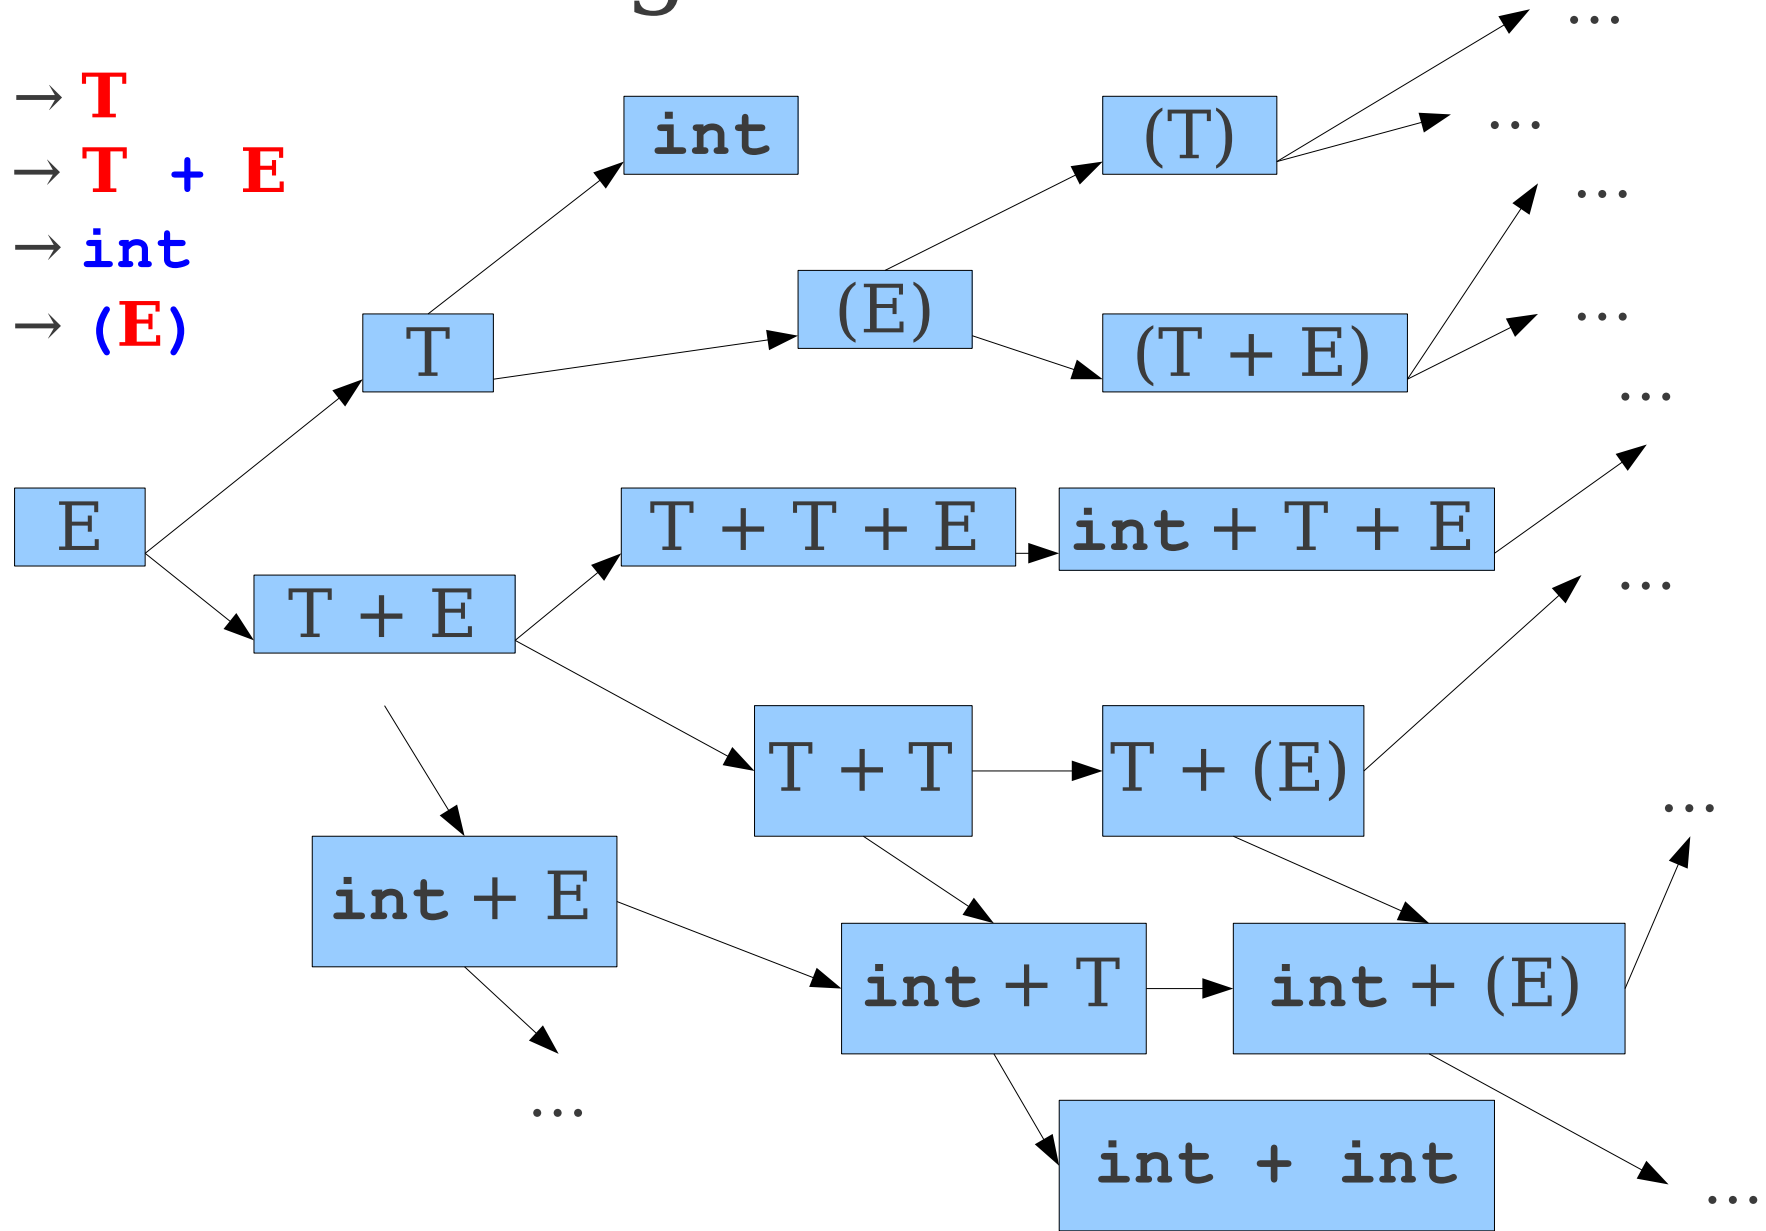 → T
→ T + E
→ int
→ (E)
...
int
(T)
...
...
T
(E)
(T + E)
...
...
E
T + T + E
int + T + E
T + E
...
T + T
T + (E)
...
int + E
int + T
int + (E)
...
int + int
...